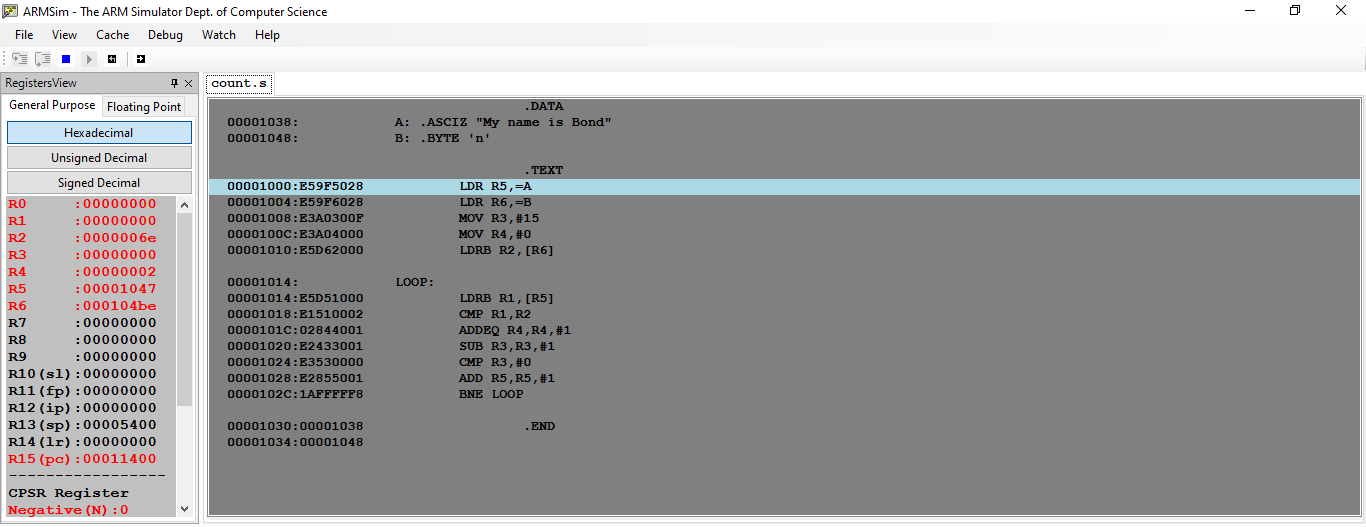 ARMSim - The ARM Simulator Dept. of Computer Science
File View Cache Debug Watch Help
RegistersView
General Purpose Floating Point
Hexadecimal
Unsigned Decimal
Signed Decimal
R0 :00000000
R1 :00000000
R2 :0000006e
R3 :00000000
R4 :00000002
R5 :00001047
R6 :000104be
R7 :00000000
R8 :00000000
R9 :00000000
R10(sl):00000000
R11(fp):00000000
R12(ip):00000000
R13(sp):00005400
R14(lr):00000000
R15(pc):00011400
-----------------
CPSR Register
Negative(N):0
count.s
.DATA
00001038: A: .ASCIZ "My name is Bond"
00001048: B: .BYTE 'n'
.TEXT
00001000:E59F5028 LDR R5,=A
00001004:E59F6028 LDR R6,=B
00001008:E3A0300F MOV R3,#15
0000100C:E3A04000 MOV R4,#0
00001010:E5D62000 LDRB R2,[R6]
00001014: LOOP:
00001014:E5D51000 LDRB R1,[R5]
00001018:E1510002 CMP R1,R2
0000101C:02844001 ADDEQ R4,R4,#1
00001020:E2433001 SUB R3,R3,#1
00001024:E3530000 CMP R3,#0
00001028:E2855001 ADD R5,R5,#1
0000102C:1AFFFFF8 BNE LOOP
00001030:00001038 .END
00001034:00001048